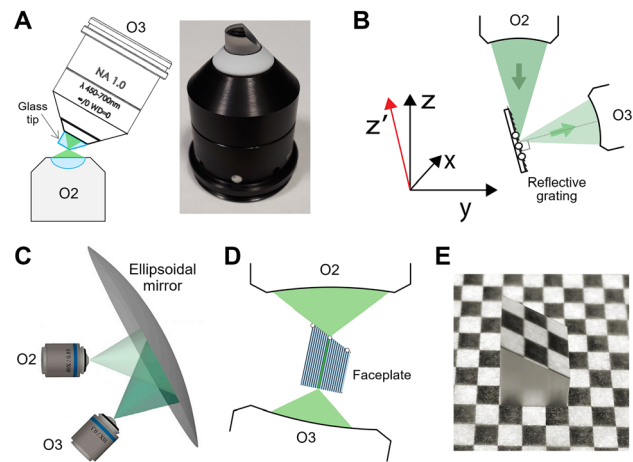 A
O3
NA 1.0
λ 450-700nm
∞/0 WD=0
Glass
tip
O2
B
O2
O3
z
z′
x
y
Reflective
grating
C
Ellipsoidal
mirror
O2
O3
D
O2
Faceplate
O3
E